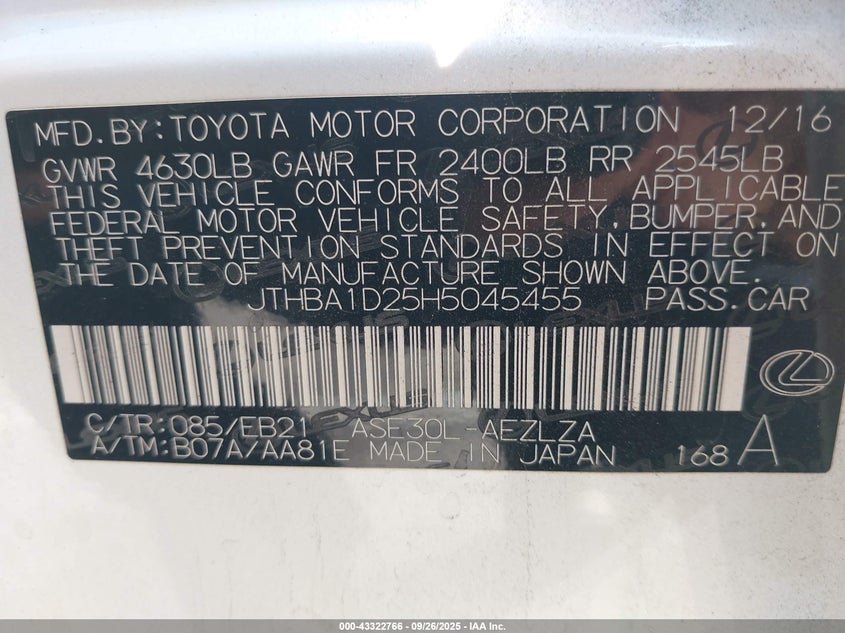 MFD.BY:TOYOTA MOTOR CORPORATION 12/16
GVWR 4630LB GAWR FR 2400LB RR 2545LB
THIS VEHICLE CONFORMS TO ALL APPLICABLE
FEDERAL MOTOR VEHICLE SAFETY,BUMPER,AND
THEFT PREVENTION STANDARDS IN EFFECT ON
THE DATE OF MANUFACTURE SHOWN ABOVE.
JTHBA1D25H5045455 PASS.CAR
C/TR:085/EB21 ASE30L-AEZLZA
A/TM:B07A/AA81E MADE IN JAPAN 168 A
000-43322766 - 09/26/2025 - IAA Inc.